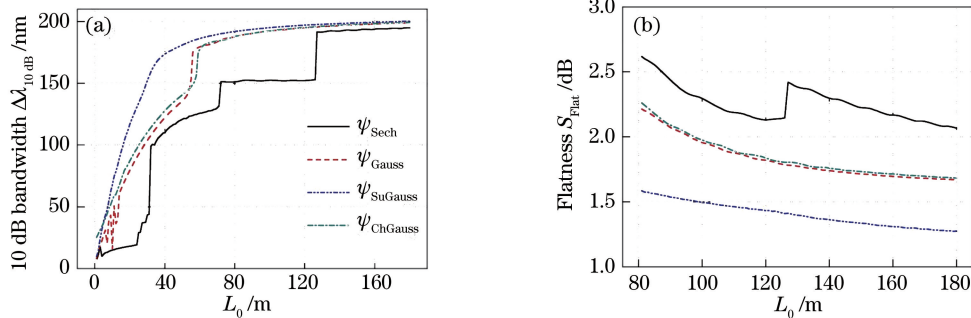 (a)
10 dB bandwidth Δλ10 dB /nm
200
150
100
50
0
ψSech
ψGauss
ψSuGauss
ψChGauss
0 40 80 120 160
L0 /m
(b)
Flatness SFlat /dB
3.0
2.5
2.0
1.5
1.0
80 100 120 140 160 180
L0 /m